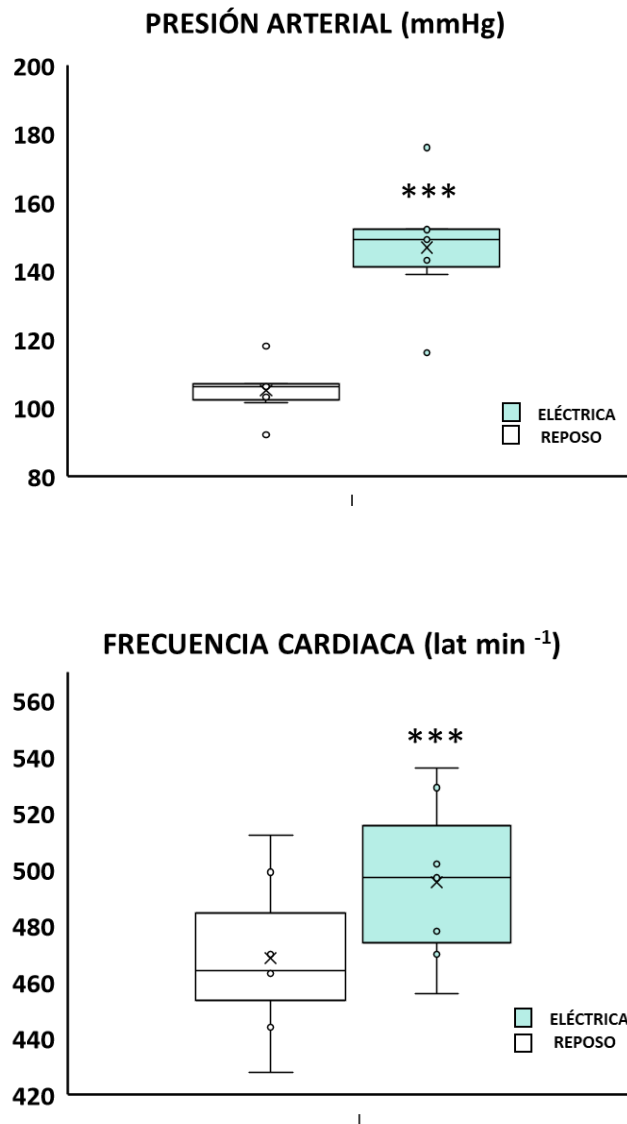 PRESIÓN ARTERIAL (mmHg)
200
180
160
140
120
100
80
***
ELÉCTRICA
REPOSO
FRECUENCIA CARDIACA (lat min ⁻¹)
560
540
520
500
480
460
440
420
***
ELÉCTRICA
REPOSO